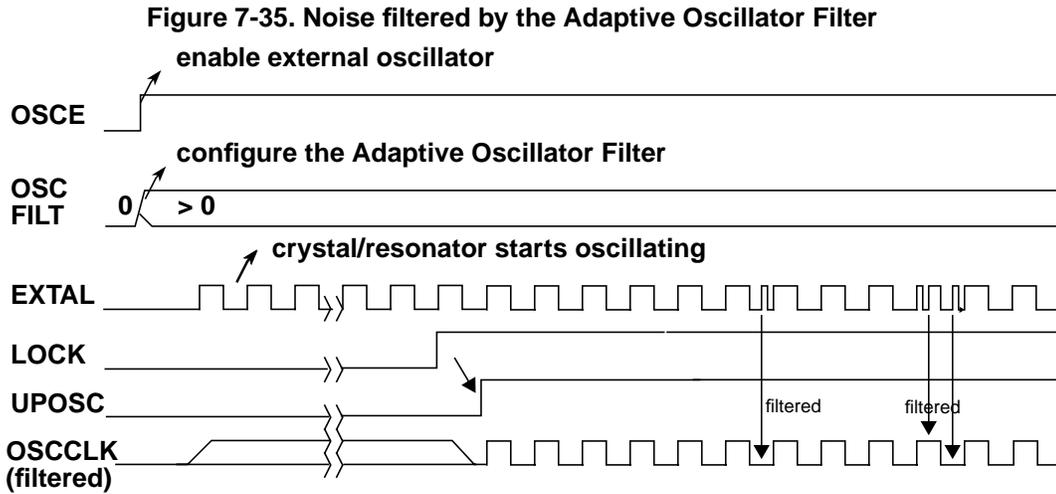 Figure 7-35. Noise filtered by the Adaptive Oscillator Filter
enable external oscillator
OSCE
configure the Adaptive Oscillator Filter
OSC
FILT
0
> 0
crystal/resonator starts oscillating
EXTAL
LOCK
UPOSC
filtered
filtered
OSCCLK
(filtered)